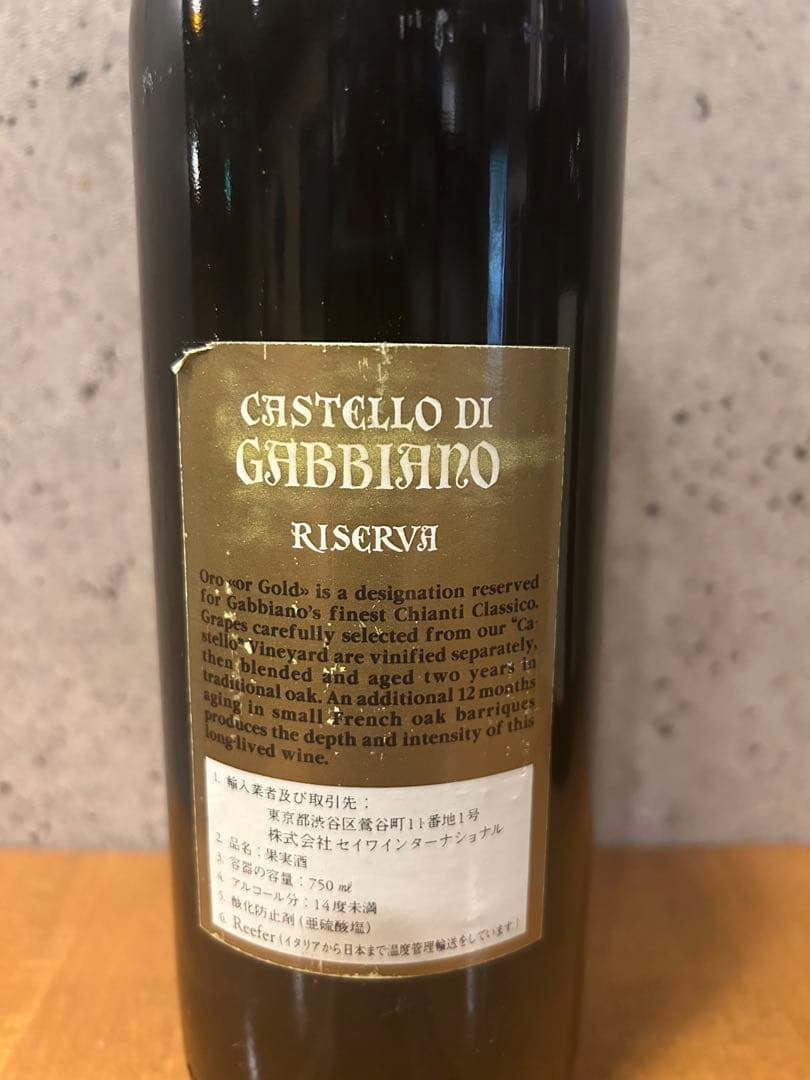 CASTELLO DI
GABBIANO
RISERVA
Oro «or Gold» is a designation reserved
for Gabbiano's finest Chianti Classico.
Grapes carefully selected from our "Ca-
stello" Vineyard are vinified separately,
then blended and aged two years in
traditional oak. An additional 12 months
aging in small French oak barriques
produces the depth and intensity of this
long-lived wine.
1. 輸入業者及び取引先：
東京都渋谷区鶯谷町11番地1号
株式会社 セイワインターナショナル
2. 品名：果実酒
3. 容器の容量：750㎖
4. アルコール分：14度未満
5. 酸化防止剤(亜硫酸塩)
6. Reefer(イタリアから日本まで温度管理輸送をしています)